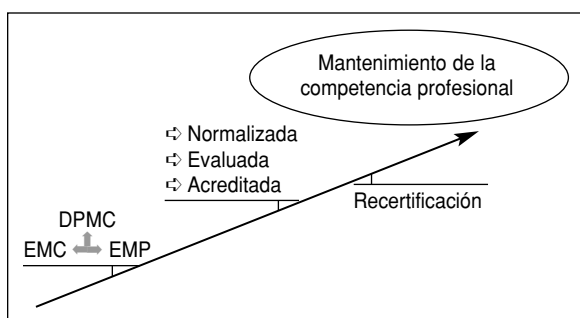 Mantenimiento de la
competencia profesional
➪ Normalizada
➪ Evaluada
➪ Acreditada
Recertificación
DPMC
EMC EMP